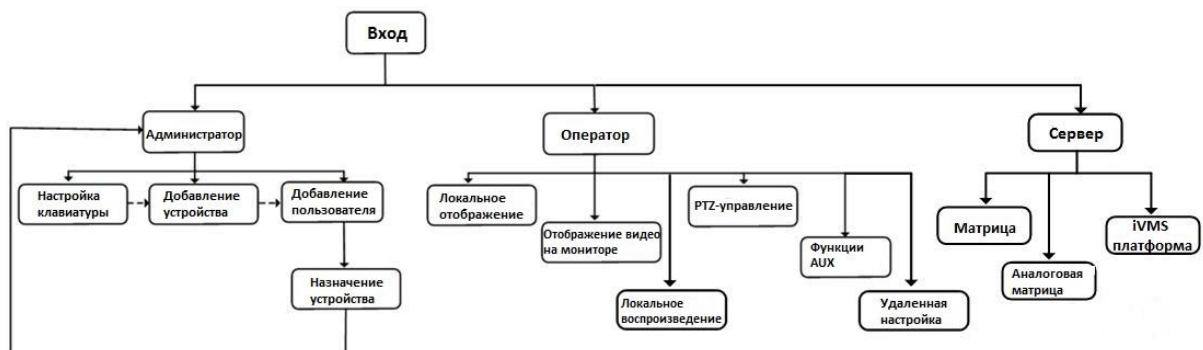 Вход
Администратор
Оператор
Сервер
Настройка
клавиатуры
Добавление
устройства
Добавление
пользователя
Локальное
отображение
Отображение видео
на мониторе
PTZ-управление
Функции
AUX
Матрица
iVMS
платформа
Аналоговая
матрица
Назначение
устройства
Локальное
воспроизведение
Удаленная
настройка